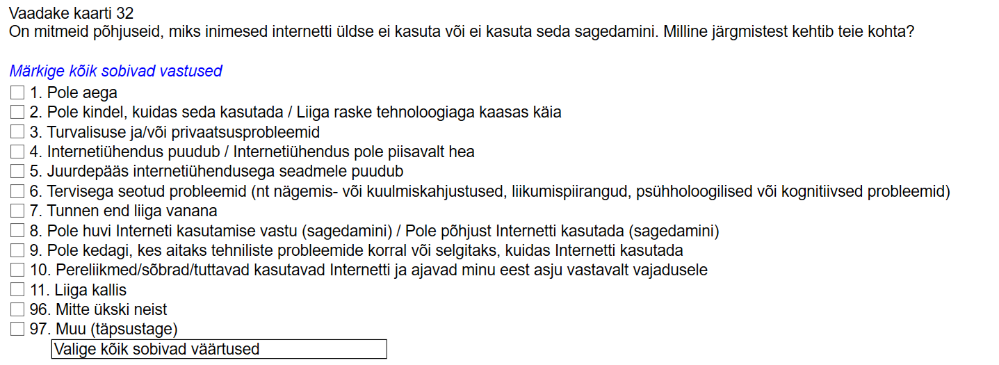 Vaadake kaarti 32
On mitmeid põhjuseid, miks inimesed internetti üldse ei kasuta või ei kasuta seda sagedamini. Milline järgmistest kehtib teie kohta?
Märkige kõik sobivad vastused
1. Pole aega
2. Pole kindel, kuidas seda kasutada / Liiga raske tehnoloogiaga kaasas käia
3. Turvalisuse ja/või privaatsusprobleemid
4. Internetiühendus puudub / Internetiühendus pole piisavalt hea
5. Juurdepääs internetiühendusega seadmele puudub
6. Tervisega seotud probleemid (nt nägemis- või kuulmiskahjustused, liikumispiirangud, psühholoogilised või kognitiivsed probleemid)
7. Tunnen end liiga vanana
8. Pole huvi Interneti kasutamise vastu (sagedamini) / Pole põhjust Internetti kasutada (sagedamini)
9. Pole kedagi, kes aitaks tehniliste probleemide korral või selgitaks, kuidas Internetti kasutada
10. Pereliikmed/sõbrad/tuttavad kasutavad Internetti ja ajavad minu eest asju vastavalt vajadusele
11. Liiga kallis
96. Mitte ükski neist
97. Muu (täpsustage)
Valige kõik sobivad väärtused